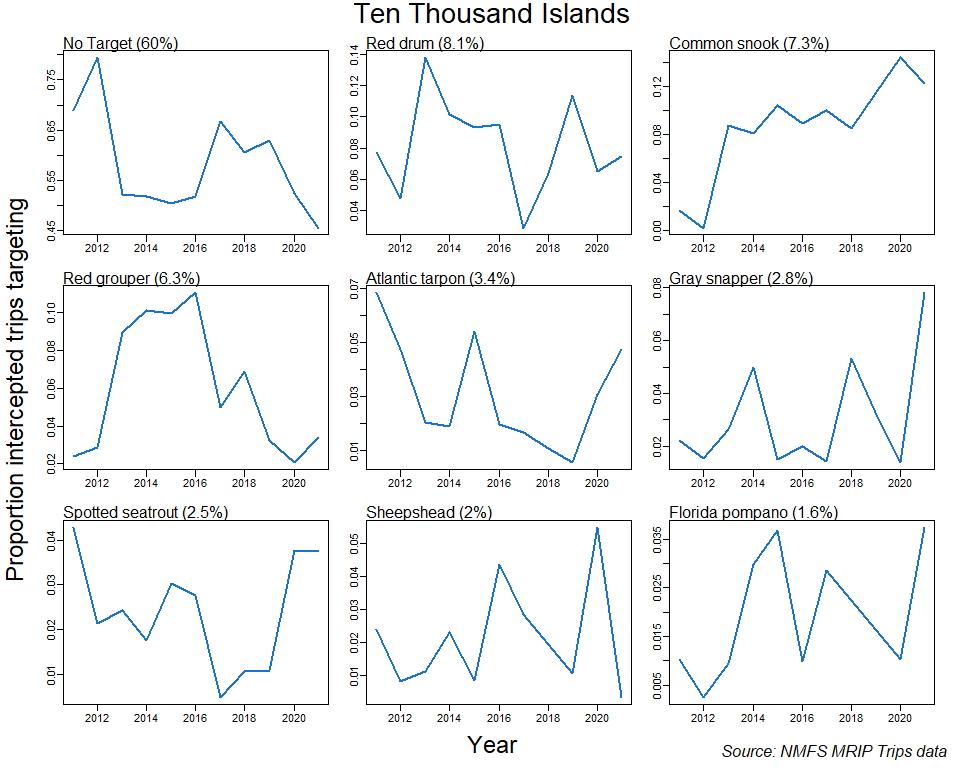 Ten Thousand Islands
No Target (60%)
Red drum (8.1%)
Common snook (7.3%)
0.45 0.55 0.65 0.75
0.04 0.06 0.08 0.10 0.12 0.14
0.00 0.04 0.08 0.12
2012 2014 2016 2018 2020
2012 2014 2016 2018 2020
2012 2014 2016 2018 2020
Red grouper (6.3%)
Atlantic tarpon (3.4%)
Gray snapper (2.8%)
0.02 0.04 0.06 0.08 0.10
0.01 0.03 0.05 0.07
0.02 0.04 0.06 0.08
2012 2014 2016 2018 2020
2012 2014 2016 2018 2020
2012 2014 2016 2018 2020
Spotted seatrout (2.5%)
Sheepshead (2%)
Florida pompano (1.6%)
0.01 0.02 0.03 0.04
0.01 0.02 0.03 0.04 0.05
0.005 0.015 0.025 0.035
2012 2014 2016 2018 2020
2012 2014 2016 2018 2020
2012 2014 2016 2018 2020
Proportion intercepted trips targeting
Year
Source: NMFS MRIP Trips data